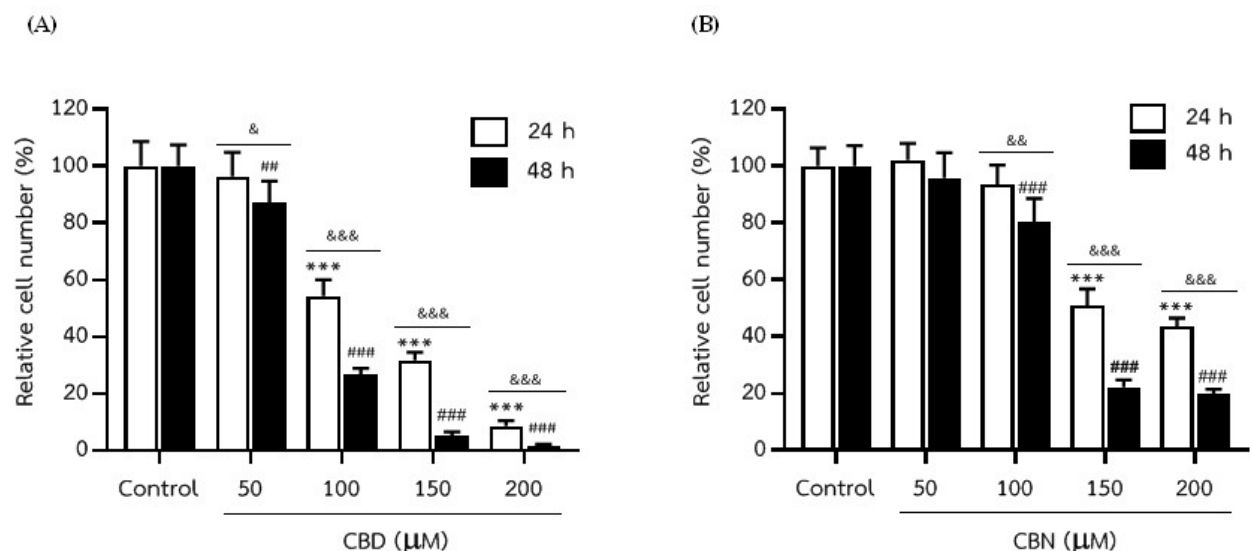 (A)
Relative cell number (%)
120
100
80
60
40
20
0
24 h
48 h
&
##
&&&
***
###
&&&
***
###
&&&
***
###
Control 50 100 150 200
CBD (μM)
(B)
Relative cell number (%)
120
100
80
60
40
20
0
24 h
48 h
&&
###
&&&
***
###
&&&
***
###
Control 50 100 150 200
CBN (μM)